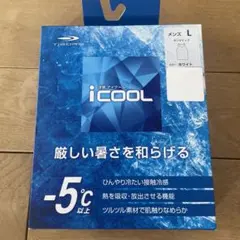 メンズ L
ホワイト
iCOOL
厳しい暑さを和らげる
-5℃
以上
ひんやり冷たい接触冷感
熱を吸収・放出させる機能
ツルツル素材で肌触りなめらか